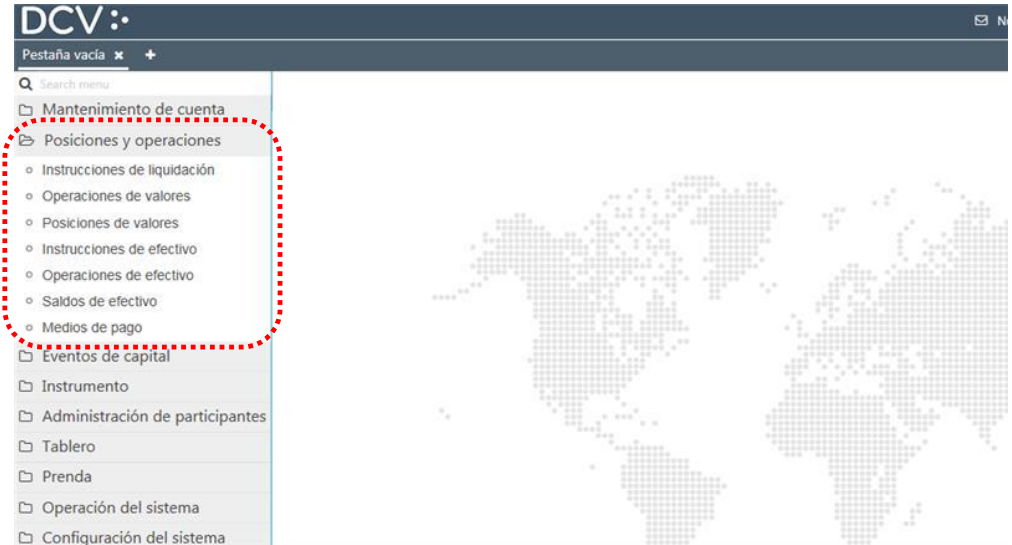 DCV
Pestaña vacía × +
Search menu
Mantenimiento de cuenta
Posiciones y operaciones
Instrucciones de liquidación
Operaciones de valores
Posiciones de valores
Instrucciones de efectivo
Operaciones de efectivo
Saldos de efectivo
Medios de pago
Eventos de capital
Instrumento
Administración de participantes
Tablero
Prenda
Operación del sistema
Configuración del sistema